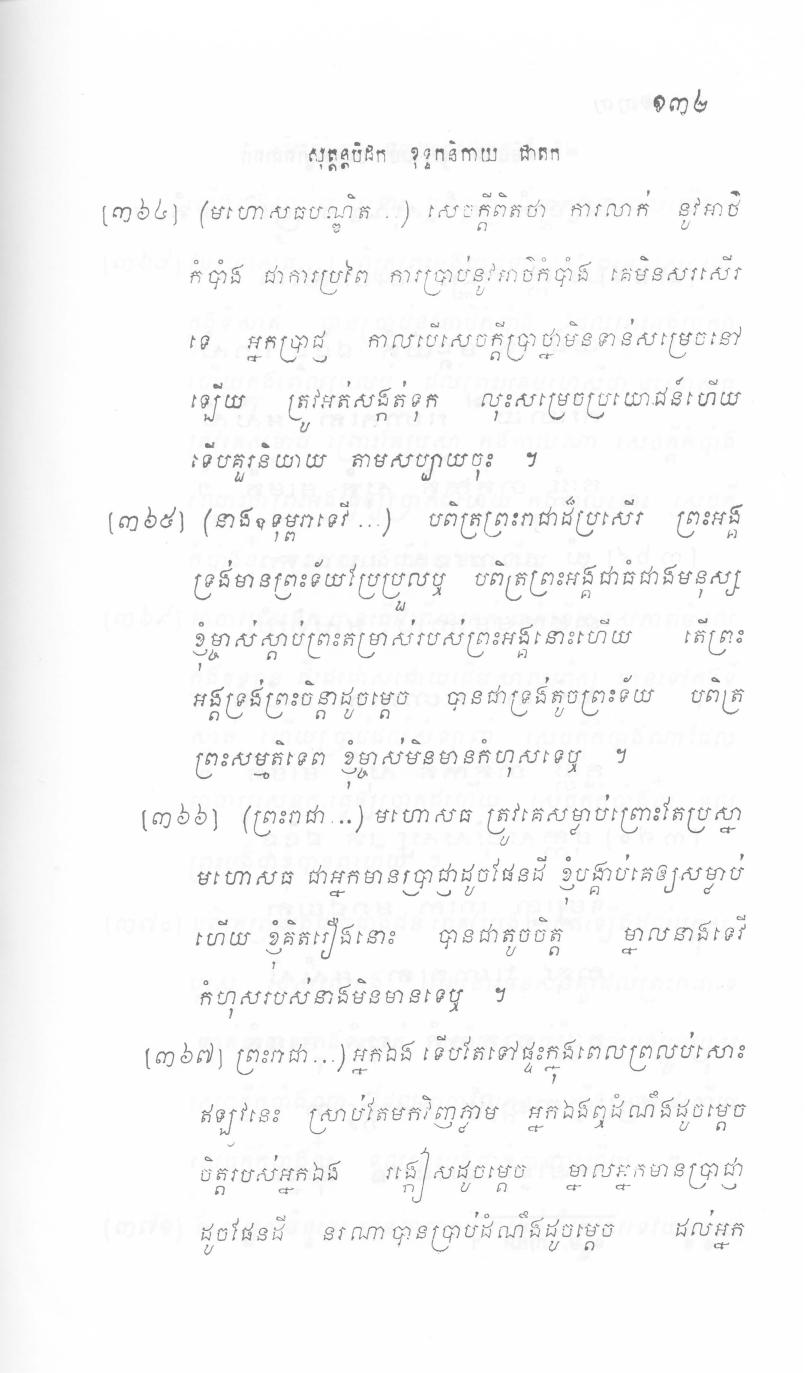 ១៣២
សុត្តន្តបិដក ខុទ្ទកនិកាយ ជាតក
[៣៦៤] (មហោសធបណ្ឌិត...) សេចក្តីពិតថា ការលាក់ នូវអាថ៌
កំបាំង ជាការប្រពៃ ការប្រាប់នូវអាថ៌កំបាំង គេមិនសរសើរ
ទេ អ្នកប្រាជ្ញ កាលបើសេចក្តីប្រាថ្នាមិនទាន់សម្រេចនៅ
ឡើយ ត្រូវអត់សង្កត់ទុក លុះសម្រេចប្រយោជន៍ហើយ
ទើបគួរនិយាយ តាមសប្បាយចុះ ។
[៣៦៥] (នាងឧទុម្ពរាទេវី...) បពិត្រព្រះរាជាដ៏ប្រសើរ ព្រះអង្គ
ទ្រង់មានព្រះទ័យប្រែប្រួលឬ បពិត្រព្រះអង្គជាធំជាងមនុស្ស
ខ្ញុំម្ចាស់ស្តាប់ព្រះតម្រាស់របស់ព្រះអង្គនោះហើយ តើព្រះ
អង្គទ្រង់ព្រះចិន្តាដូចម្តេច បានជាទ្រង់តូចព្រះទ័យ បពិត្រ
ព្រះសម្មតិទេព ខ្ញុំម្ចាស់មិនមានកំហុសទេឬ ។
[៣៦៦] (ព្រះរាជា...) មហោសធ ត្រូវគេសម្លាប់ព្រោះតែប្រស្នា
មហោសធ ជាអ្នកមានប្រាជ្ញាដូចផែនដី ខ្ញុំបង្គាប់គេឲ្យសម្លាប់
ហើយ ខ្ញុំគិតរឿងនោះ បានជាតូចចិត្ត ម្នាលនាងទេវី
កំហុសរបស់នាងមិនមានទេឬ ។
[៣៦៧] ព្រះរាជា...) អ្នកឯង ទើបតែទៅផ្ទះក្នុងពេលព្រលប់សោះ
ឥឡូវនេះ ស្រាប់តែមកវិញភ្លាម អ្នកឯងឮដំណឹងដូចម្តេច
ចិត្តរបស់អ្នកឯង រង្កៀសដូចម្តេច ម្នាលអ្នកមានប្រាជ្ញា
ដូចផែនដី នរណាបានប្រាប់ដំណឹងដូចម្តេច ដល់អ្នក